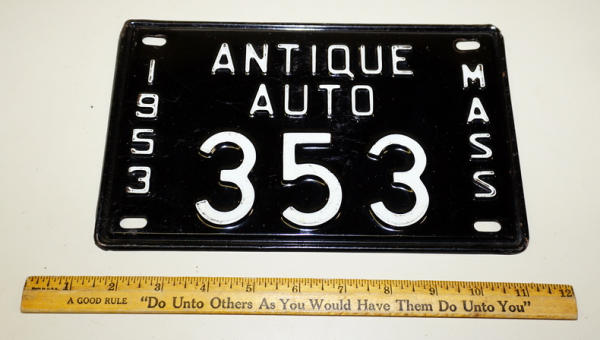 ANTIQUE
AUTO
1953
353
MASS
1 2 3 4 5 6 7 8 9 10 11 12
A GOOD RULE "Do Unto Others As You Would Have Them Do Unto You"